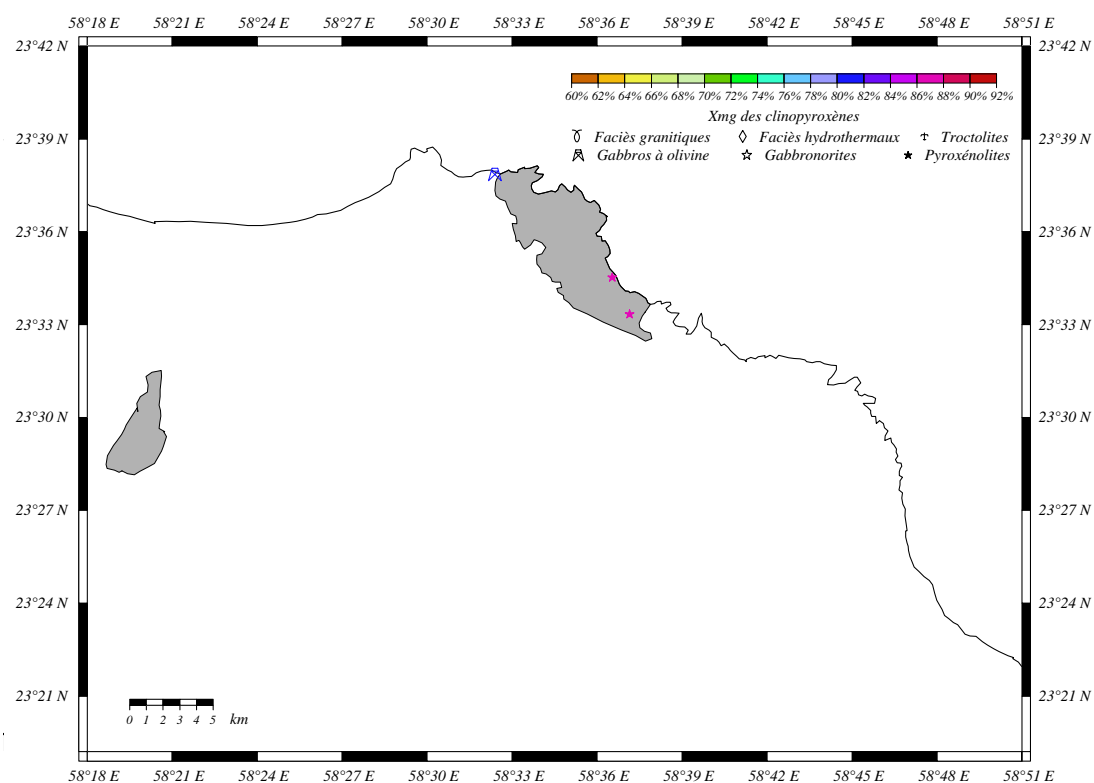 58°18' E 58°21' E 58°24' E 58°27' E 58°30' E 58°33' E 58°36' E 58°39' E 58°42' E 58°45' E 58°48' E 58°51' E
23°42' N 23°42' N
60% 62% 64% 66% 68% 70% 72% 74% 76% 78% 80% 82% 84% 86% 88% 90% 92%
Xmg des clinopyroxènes
Faciès granitiques Faciès hydrothermaux Troctolites
23°39' N 23°39' N
Gabbros à olivine Gabbronorites Pyroxénolites
23°36' N 23°36' N
23°33' N 23°33' N
23°30' N 23°30' N
23°27' N 23°27' N
23°24' N 23°24' N
23°21' N 23°21' N
0 1 2 3 4 5 km
58°18' E 58°21' E 58°24' E 58°27' E 58°30' E 58°33' E 58°36' E 58°39' E 58°42' E 58°45' E 58°48' E 58°51' E